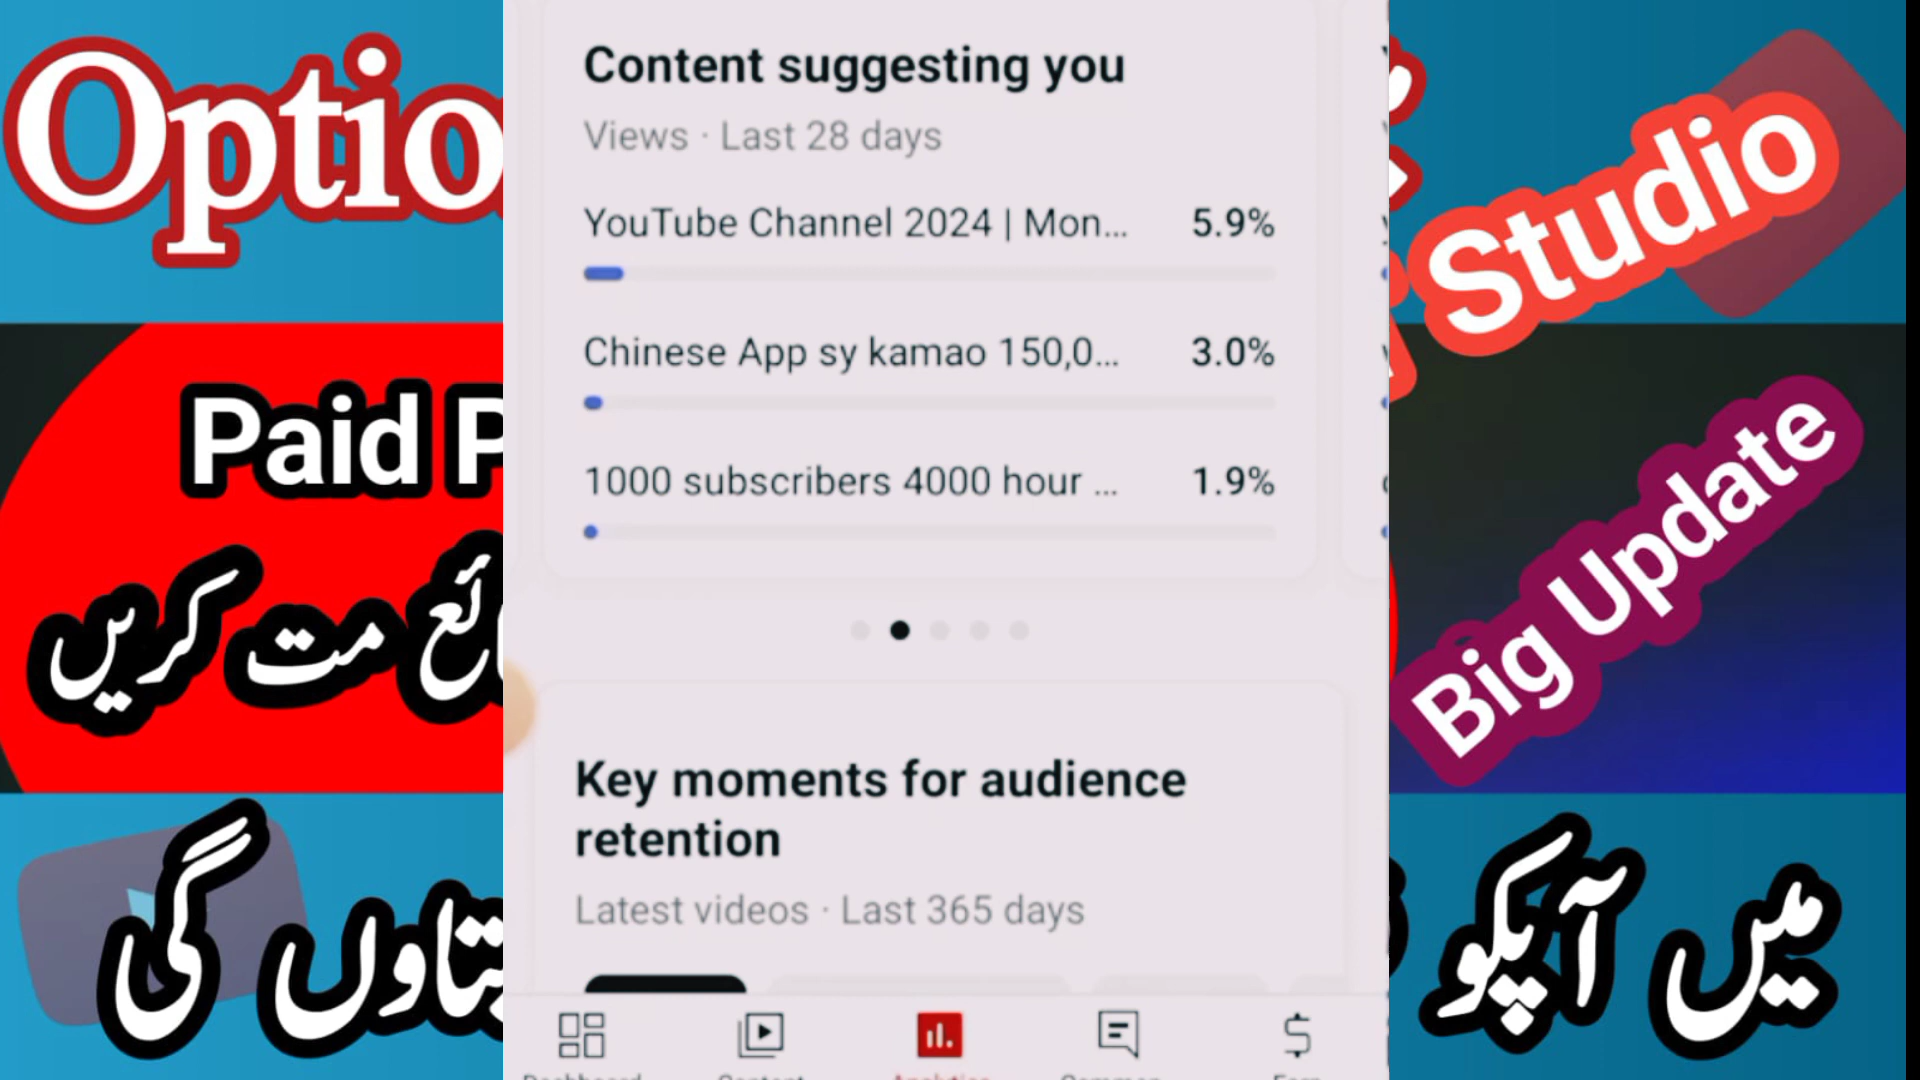 Optio
Content suggesting you
Views · Last 28 days
YouTube Channel 2024 | Mon... 5.9%
Chinese App sy kamao 150,0... 3.0%
1000 subscribers 4000 hour ... 1.9%
Studio
Paid P
ئع مت کریں
Big Update
Key moments for audience
retention
Latest videos · Last 365 days
میں آپکو
بتاوں گی